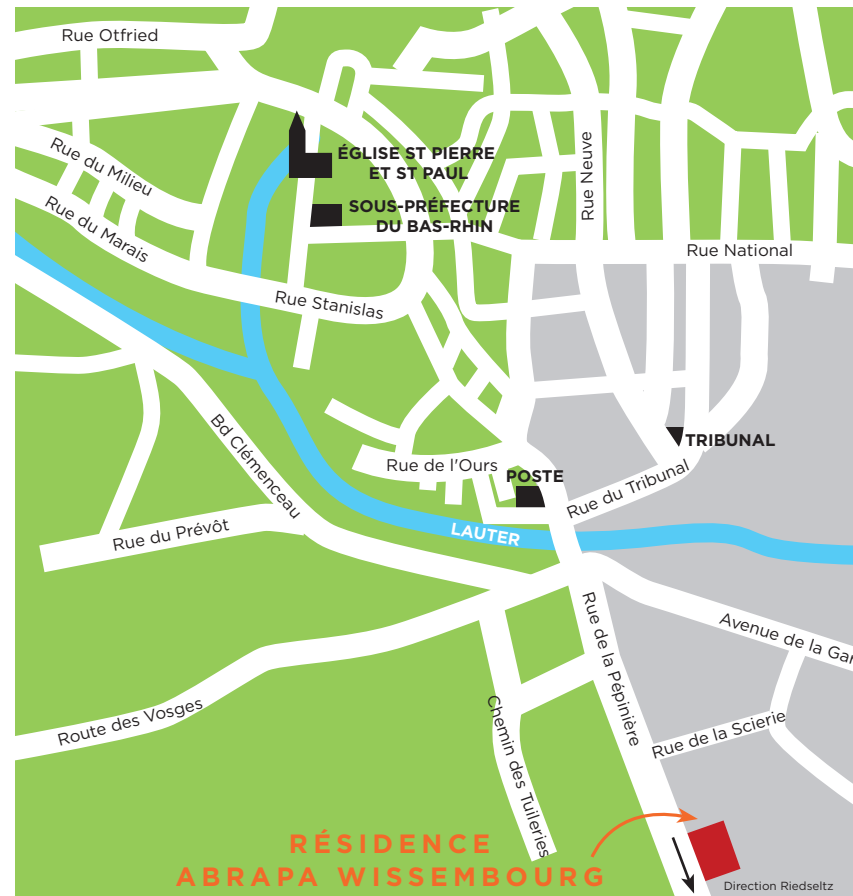 Rue Otfried
ÉGLISE ST PIERRE
ET ST PAUL
Rue Neuve
Rue du Milieu
SOUS-PRÉFECTURE
DU BAS-RHIN
Rue du Marais
Rue National
Rue Stanislas
Bd Clémenceau
TRIBUNAL
Rue de l'Ours
POSTE
Rue du Tribunal
Rue du Prévôt
LAUTER
Rue de la Pépinière
Avenue de la Gar
Route des Vosges
Chemin des Tuileries
Rue de la Scierie
RÉSIDENCE
ABRAPA WISSEMBOURG
Direction Riedseltz